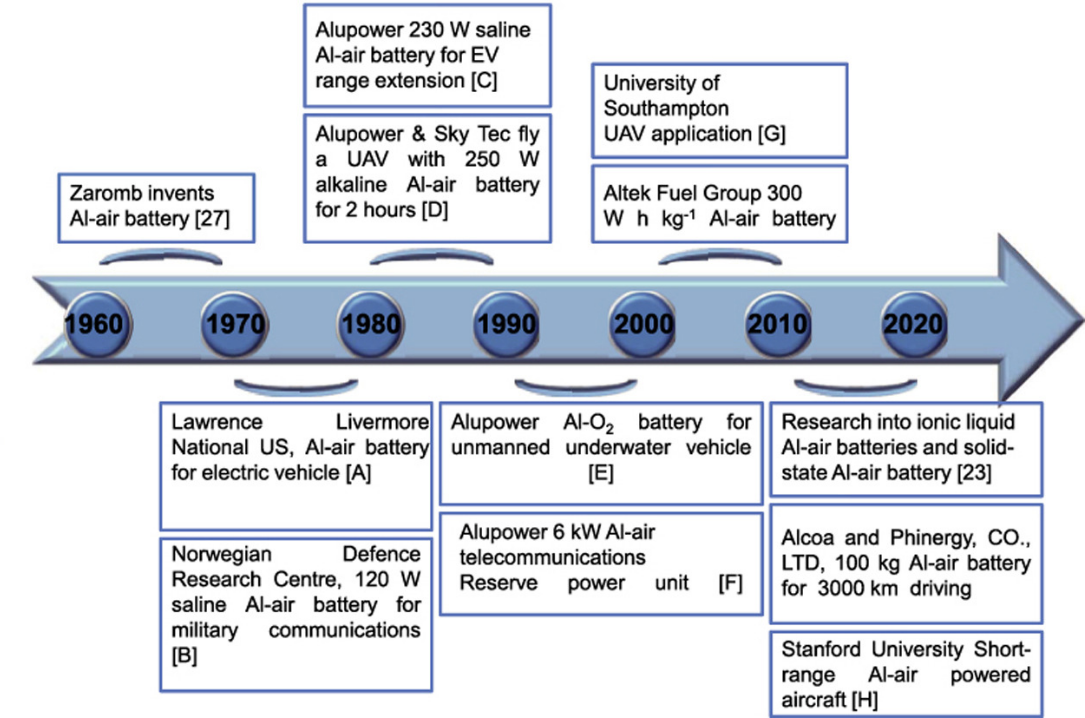 Alupower 230 W saline
Al-air battery for EV
range extension [C]
Alupower & Sky Tec fly
a UAV with 250 W
alkaline Al-air battery
for 2 hours [D]
University of
Southampton
UAV application [G]
Altek Fuel Group 300
W h kg⁻¹ Al-air battery
Zaromb invents
Al-air battery [27]
1960
1970
1980
1990
2000
2010
2020
Lawrence Livermore
National US, Al-air battery
for electric vehicle [A]
Norwegian Defence
Research Centre, 120 W
saline Al-air battery for
military communications
[B]
Alupower Al-O₂ battery for
unmanned underwater vehicle
[E]
Alupower 6 kW Al-air
telecommunications
Reserve power unit [F]
Research into ionic liquid
Al-air batteries and solid-
state Al-air battery [23]
Alcoa and Phinergy, CO.,
LTD, 100 kg Al-air battery
for 3000 km driving
Stanford University Short-
range Al-air powered
aircraft [H]